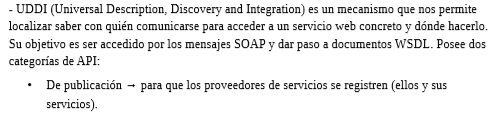 - UDDI (Universal Description, Discovery and Integration) es un mecanismo que nos permite
localizar saber con quién comunicarse para acceder a un servicio web concreto y dónde hacerlo.
Su objetivo es ser accedido por los mensajes SOAP y dar paso a documentos WSDL. Posee dos
categorías de API:
• De publicación → para que los proveedores de servicios se registren (ellos y sus
servicios).